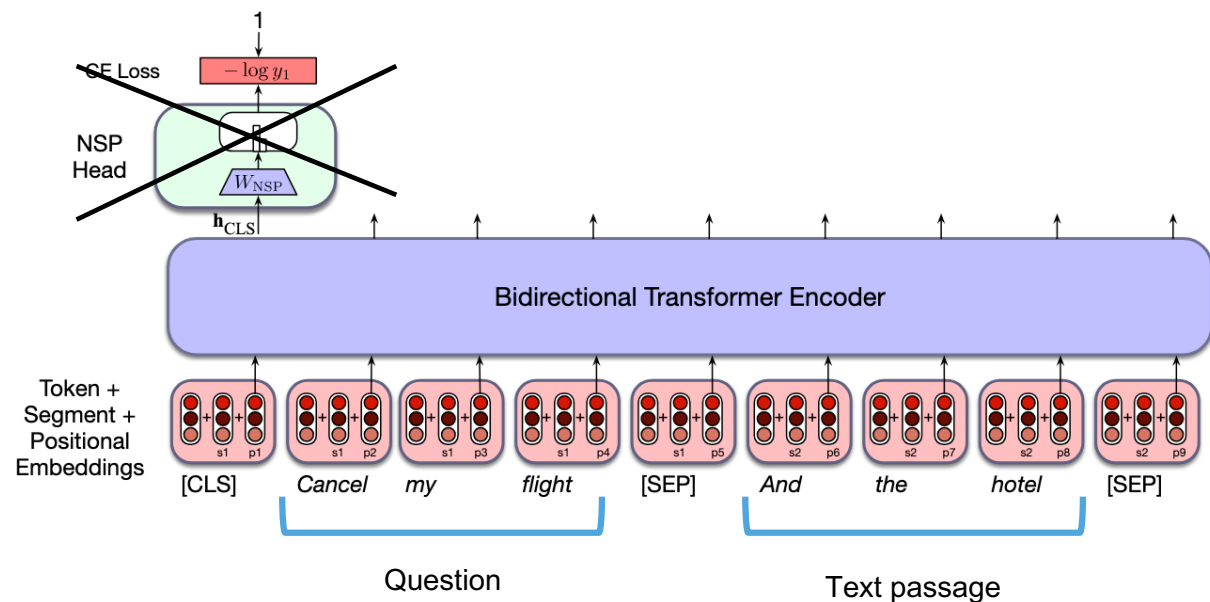 1
CE Loss
− log y₁
NSP
Head
W_NSP
h_CLS
Bidirectional Transformer Encoder
Token +
Segment +
Positional
Embeddings
+ + + + + + + + + + + + + + + + + +
s1 p1 s1 p2 s1 p3 s1 p4 s1 p5 s2 p6 s2 p7 s2 p8 s2 p9
[CLS] Cancel my flight [SEP] And the hotel [SEP]
Question Text passage